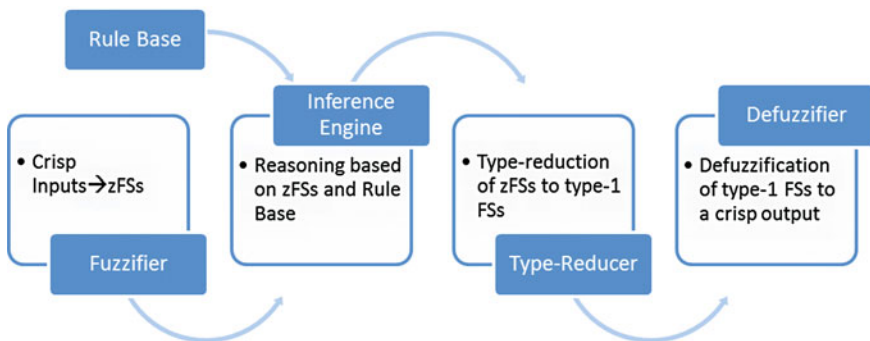 Rule Base
Inference
Engine
Defuzzifier
• Crisp
Inputs→zFSs
• Reasoning based
on zFSs and Rule
Base
• Type-reduction
of zFSs to type-1
FSs
• Defuzzification
of type-1 FSs to
a crisp output
Fuzzifier
Type-Reducer